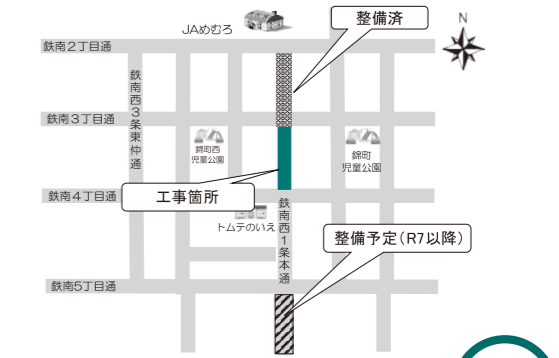 整備済
N
JAめむろ
鉄南2丁目通
鉄南西3条東仲通
鉄南3丁目通
錦町西
児童公園
錦町
児童公園
工事箇所
鉄南4丁目通
トムテのいえ
鉄南西1条本通
整備予定(R7以降)
鉄南5丁目通